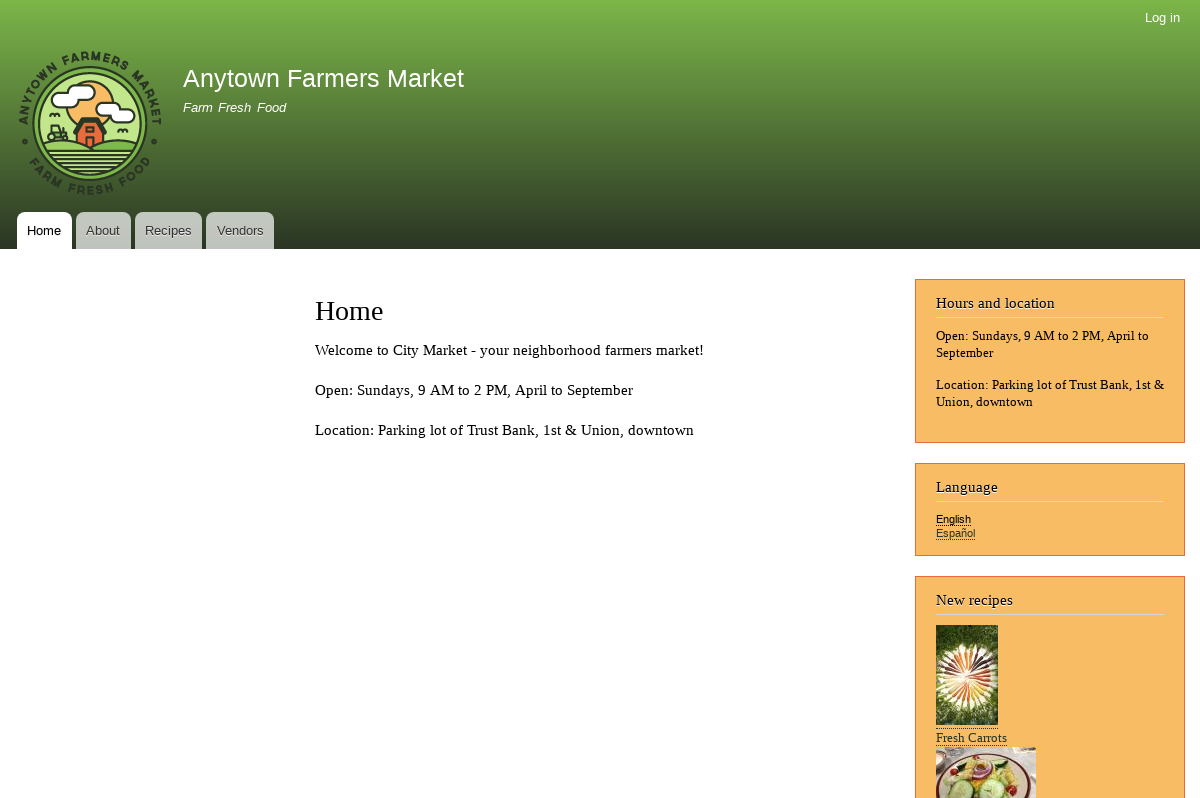 Log in
ANYTOWN FARMERS MARKET
FARM FRESH FOOD
Anytown Farmers Market
Farm Fresh Food
Home
About
Recipes
Vendors
Home
Welcome to City Market - your neighborhood farmers market!
Open: Sundays, 9 AM to 2 PM, April to September
Location: Parking lot of Trust Bank, 1st & Union, downtown
Hours and location
Open: Sundays, 9 AM to 2 PM, April to
September
Location: Parking lot of Trust Bank, 1st &
Union, downtown
Language
English
Español
New recipes
Fresh Carrots